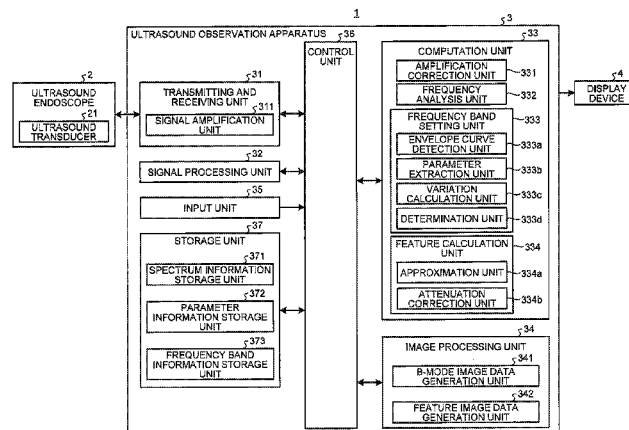 1
3
ULTRASOUND OBSERVATION APPARATUS
36
CONTROL
UNIT
2
ULTRASOUND
ENDOSCOPE
21
ULTRASOUND
TRANSDUCER
31
TRANSMITTING AND
RECEIVING UNIT
311
SIGNAL AMPLIFICATION
UNIT
32
SIGNAL PROCESSING UNIT
35
INPUT UNIT
37
STORAGE UNIT
371
SPECTRUM INFORMATION
STORAGE UNIT
372
PARAMETER
INFORMATION STORAGE
UNIT
373
FREQUENCY BAND
INFORMATION STORAGE
UNIT
33
COMPUTATION UNIT
AMPLIFICATION
CORRECTION UNIT
331
FREQUENCY
ANALYSIS UNIT
332
FREQUENCY BAND
SETTING UNIT
333
ENVELOPE CURVE
DETECTION UNIT
333a
PARAMETER
EXTRACTION UNIT
333b
VARIATION
CALCULATION UNIT
333c
DETERMINATION UNIT
333d
FEATURE CALCULATION
UNIT
334
APPROXIMATION UNIT
334a
ATTENUATION
CORRECTION UNIT
334b
34
IMAGE PROCESSING UNIT
341
B-MODE IMAGE DATA
GENERATION UNIT
342
FEATURE IMAGE DATA
GENERATION UNIT
4
DISPLAY
DEVICE